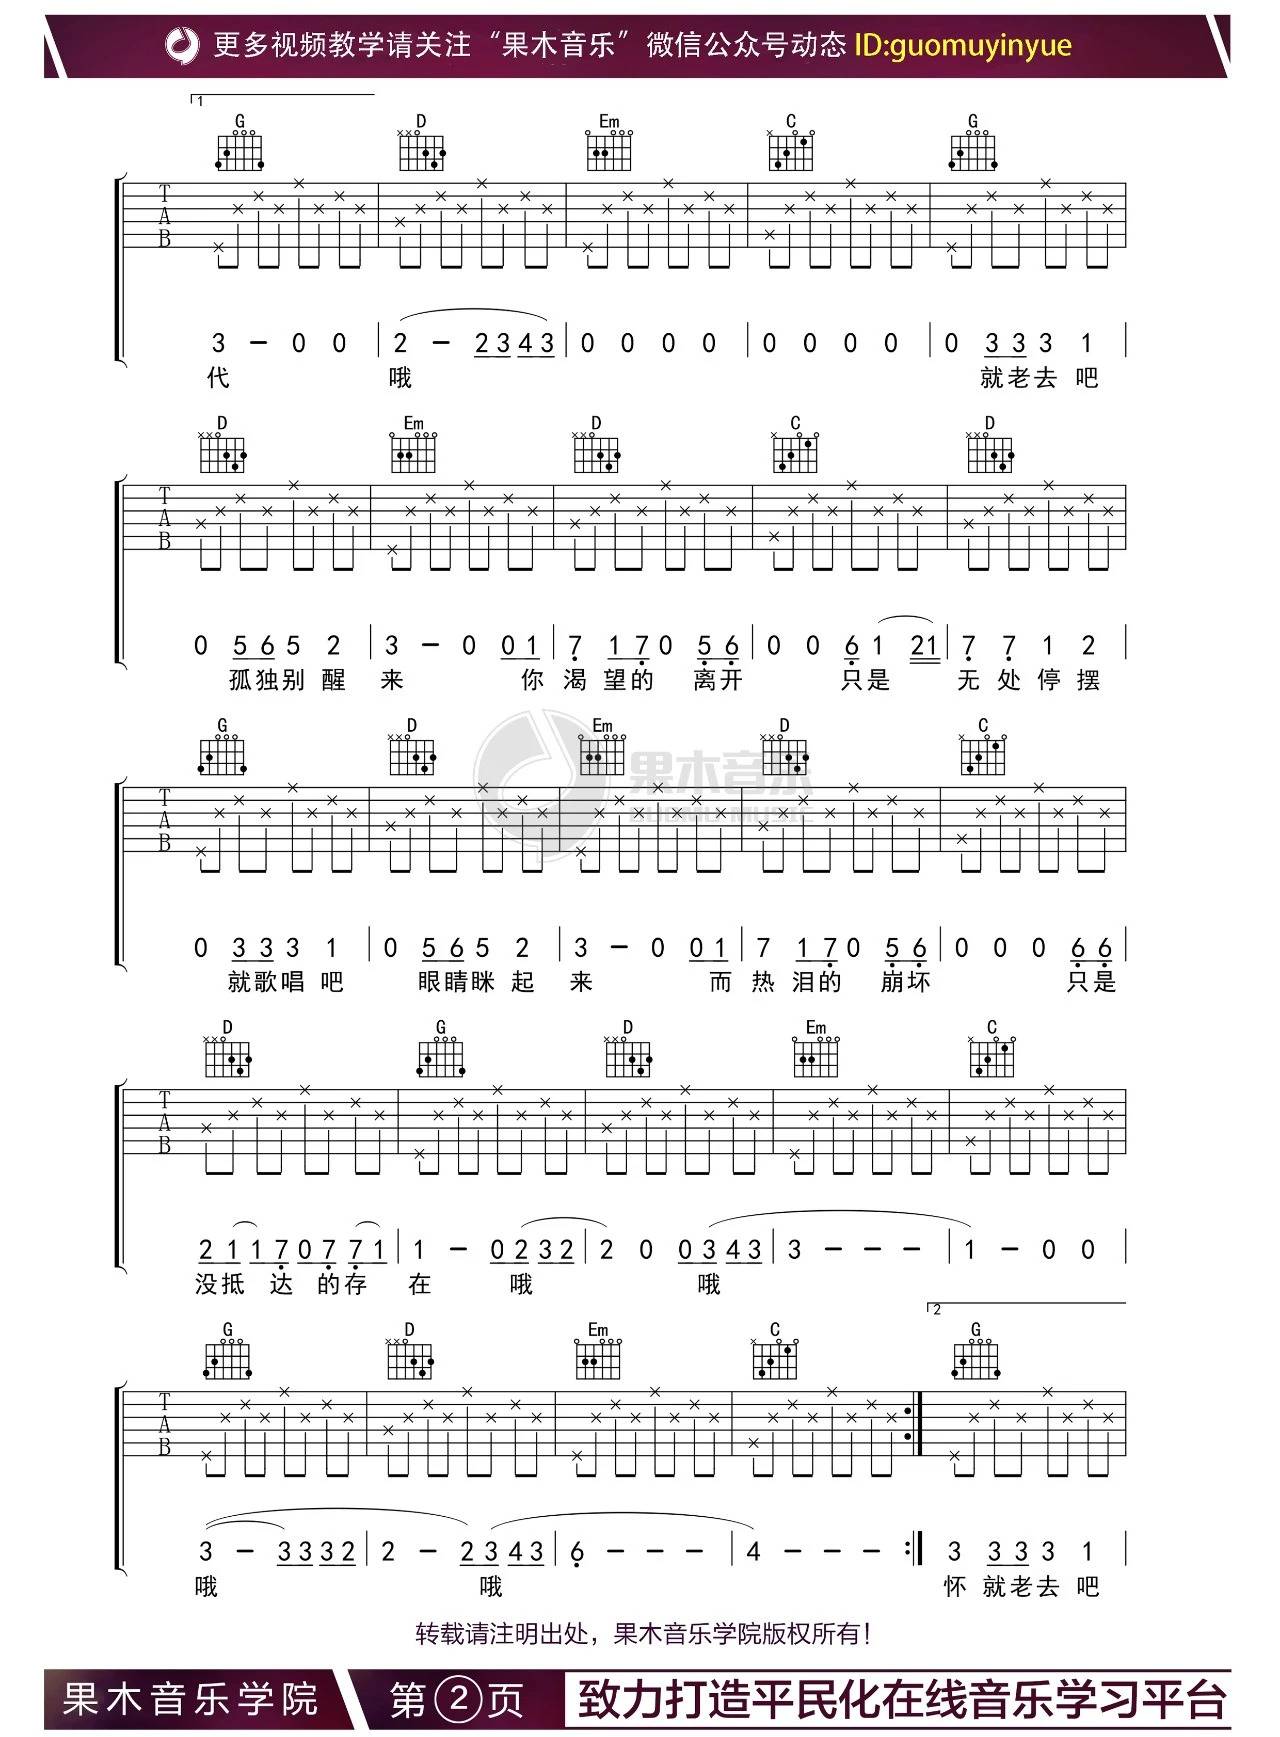 更多视频教学请关注“果木音乐”微信公众号动态 ID:guomuyinyue
1
G D Em C G
T
A
B
3 - 0 0 | 2 - 2 3 4 3 | 0 0 0 0 | 0 0 0 0 | 0 3 3 3 1 |
代 哦 就老去 吧
D Em D C D
T
A
B
0 5 6 5 2 | 3 - 0 0 1 | 7 1 7 0 5 6 | 0 0 6 1 21 | 7 7 1 2 |
孤独别 醒 来 你 渴 望的 离开 只是 无 处 停 摆
G D Em D C
果木音乐
GUOMU MUSIC
T
A
B
0 3 3 3 1 | 0 5 6 5 2 | 3 - 0 0 1 | 7 1 7 0 5 6 | 0 0 0 6 6 |
就歌唱 吧 眼睛眯 起 来 而 热 泪的 崩坏 只是
D G D Em C
T
A
B
2 1 1 7 0 7 7 1 | 1 - 0 2 3 2 | 2 0 0 3 4 3 | 3 - - - | 1 - 0 0 |
没抵 达 的存 在 哦 哦
2
G D Em C G
T
A
B
3 - 3 3 3 2 | 2 - 2 3 4 3 | 6 - - - | 4 - - - :| 3 3 3 3 1 |
哦 哦 怀 就老去 吧
转载请注明出处，果木音乐学院版权所有！
果木音乐学院 第②页 致力打造平民化在线音乐学习平台